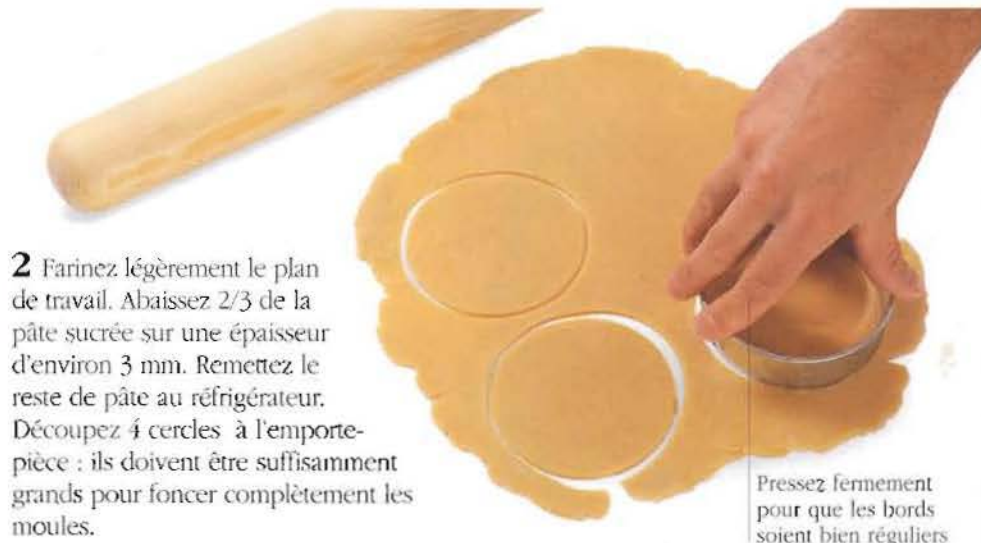 2 Farinez légèrement le plan
de travail. Abaissez 2/3 de la
pâte sucrée sur une épaisseur
d'environ 3 mm. Remettez le
reste de pâte au réfrigérateur.
Découpez 4 cercles à l'emporte-
pièce : ils doivent être suffisamment
grands pour foncer complètement les
moules.
Pressez fermement
pour que les bords
soient bien réguliers